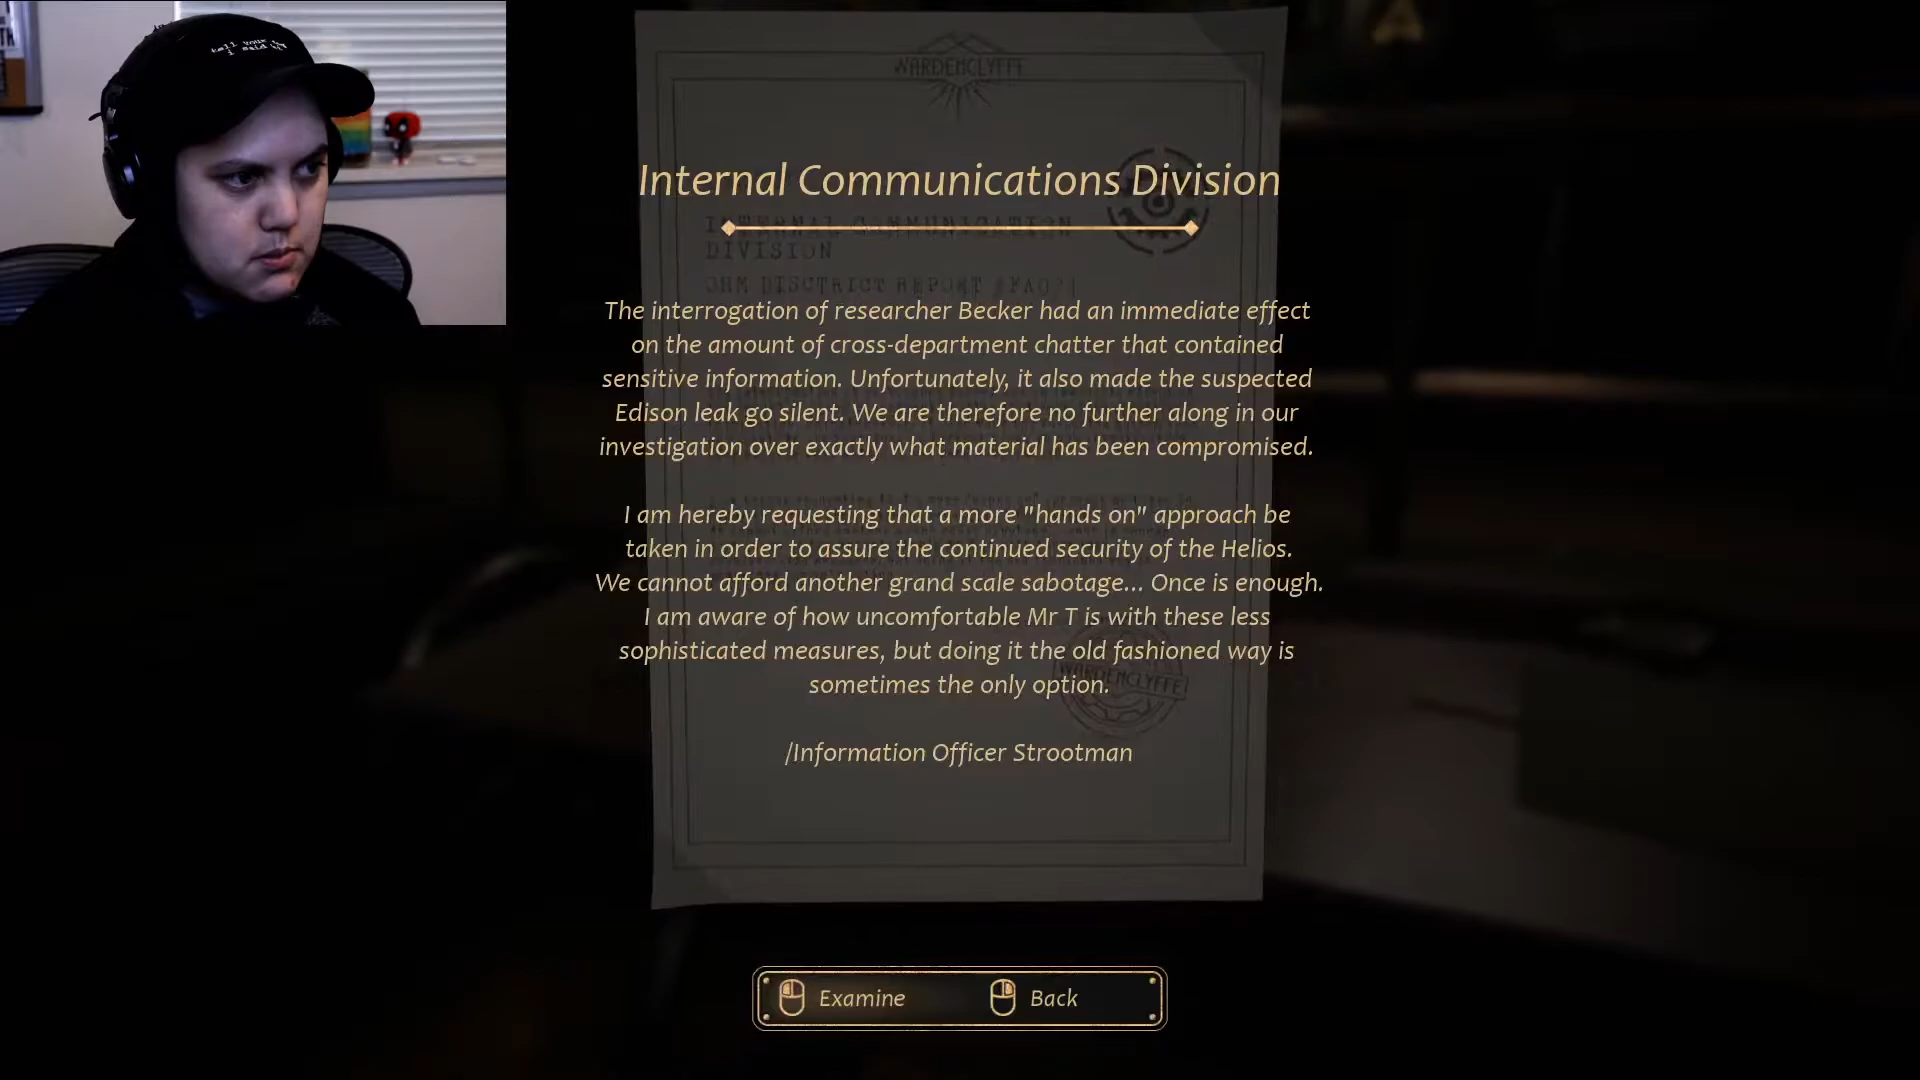 WARDENCLYFFE
Internal Communications Division
INTERNAL COMMUNICATION
DIVISION
The interrogation of researcher Becker had an immediate effect
on the amount of cross-department chatter that contained
sensitive information. Unfortunately, it also made the suspected
Edison leak go silent. We are therefore no further along in our
investigation over exactly what material has been compromised.
I am hereby requesting that a more "hands on" approach be
taken in order to assure the continued security of the Helios.
We cannot afford another grand scale sabotage... Once is enough.
I am aware of how uncomfortable Mr T is with these less
sophisticated measures, but doing it the old fashioned way is
sometimes the only option.
WARDENCLYFFE
/Information Officer Strootman
Examine
Back